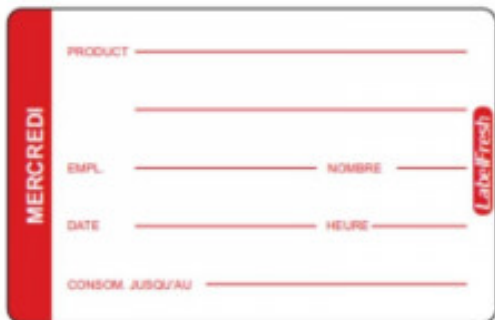 MERCREDI
PRODUCT
EMPL. NOMBRE
DATE HEURE
CONSOM. JUSQU'AU
LabelFresh